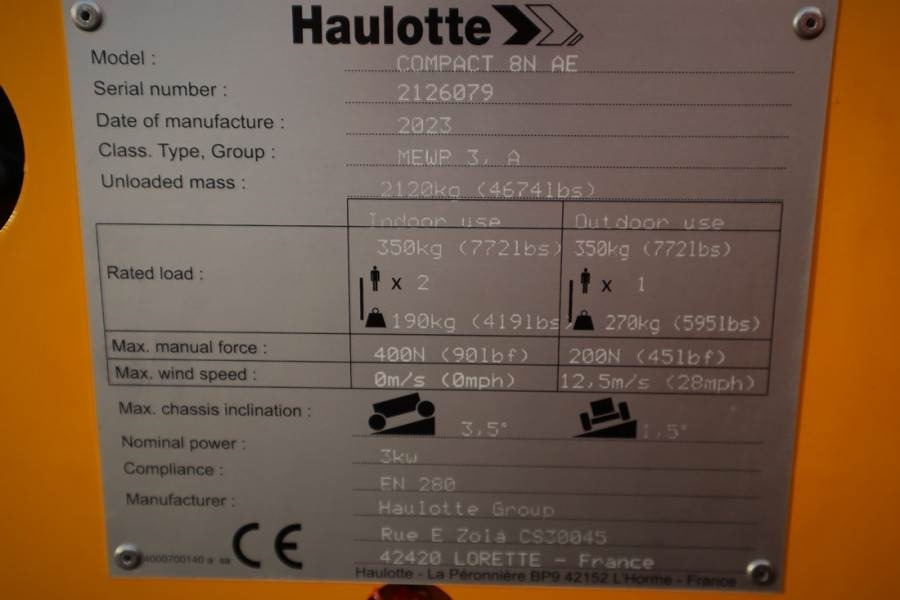 Haulotte
Model : COMPACT 8N AE
Serial number : 2126079
Date of manufacture : 2023
Class. Type, Group : MEWP 3, A
Unloaded mass : 2120kg (4674lbs)
Indoor use Outdoor use
350kg (772lbs) 350kg (772lbs)
Rated load : x 2 x 1
190kg (419lbs) 270kg (595lbs)
Max. manual force : 400N (90lbf) 200N (45lbf)
Max. wind speed : 0m/s (0mph) 12,5m/s (28mph)
Max. chassis inclination : 3,5° 1,5°
Nominal power : 3kw
Compliance : EN 280
Manufacturer : Haulotte Group
Rue E Zola CS30045
CE
4000700140 a 42420 LORETTE - France
Haulotte - La Péronnière BP9 42152 L'Horme - France